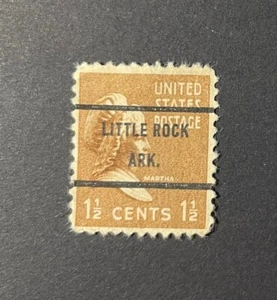 UNITED
STATES
POSTAGE
LITTLE ROCK
ARK.
MARTHA
1½ CENTS 1½